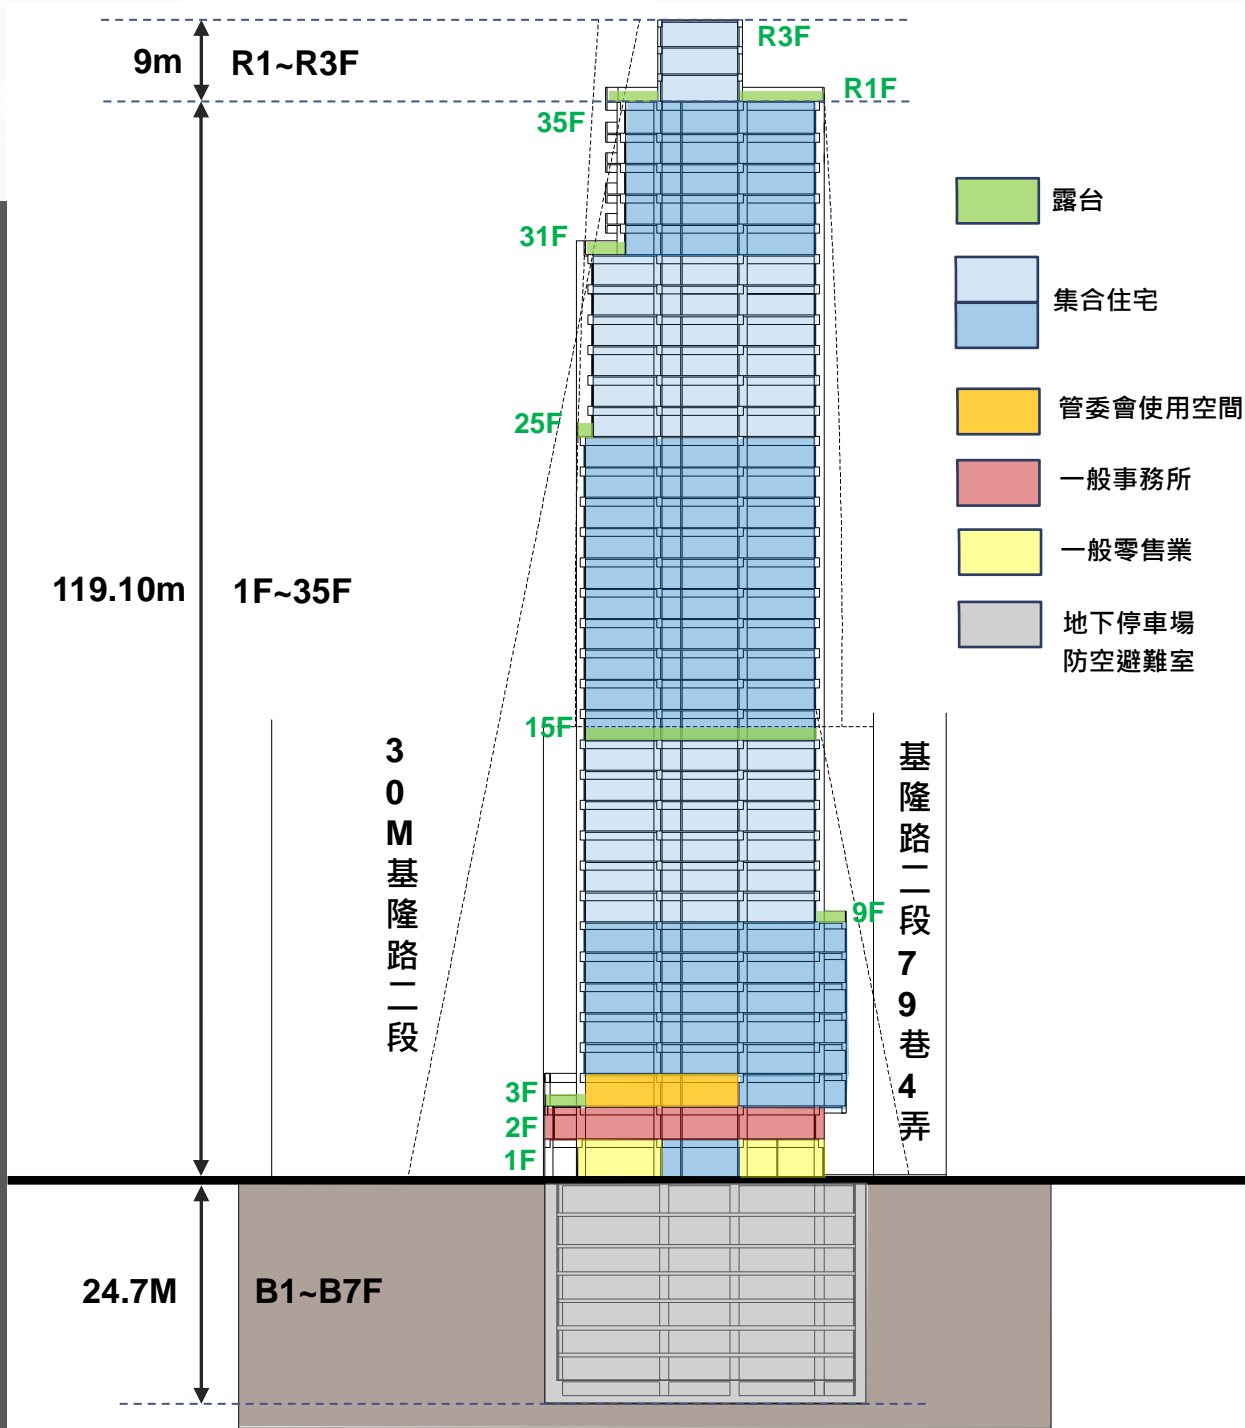 R3F
9m
R1~R3F
R1F
35F
露台
31F
集合住宅
管委會使用空間
25F
一般事務所
一般零售業
119.10m
1F~35F
地下停車場
防空避難室
15F
30M基隆路二段
基隆路二段79巷4弄
9F
3F
2F
1F
24.7M
B1~B7F